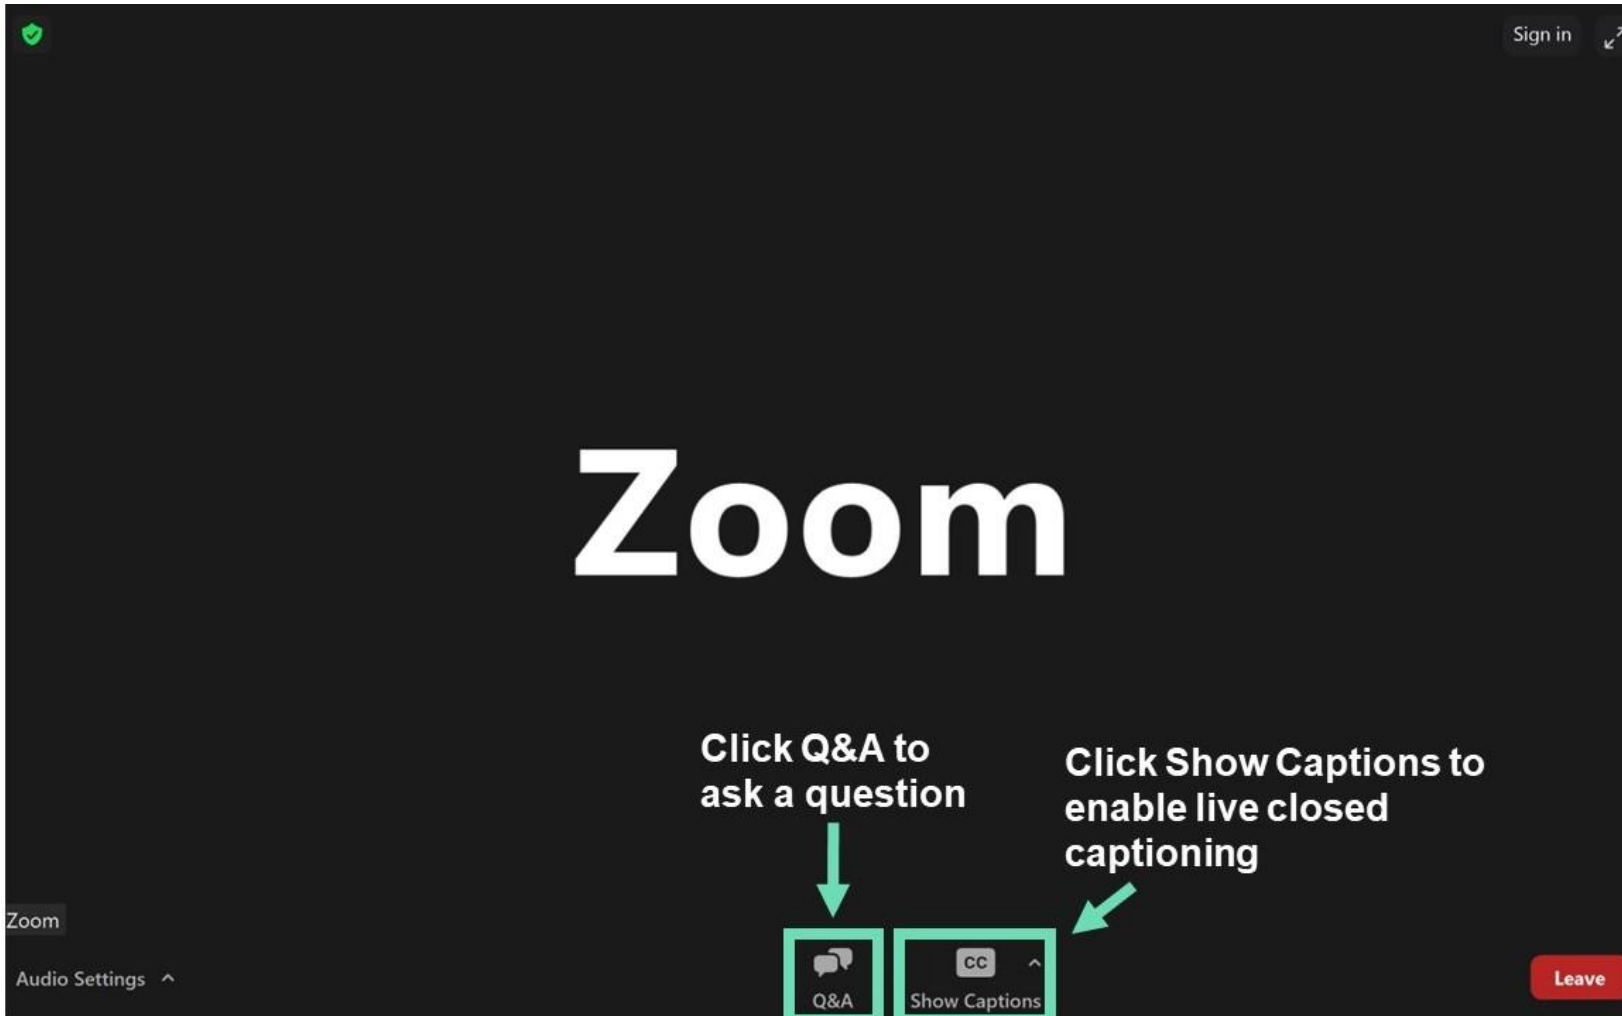 Sign in
Zoom
Click Q&A to
ask a question
Click Show Captions to
enable live closed
captioning
Zoom
Audio Settings
Q&A
CC
Show Captions
Leave